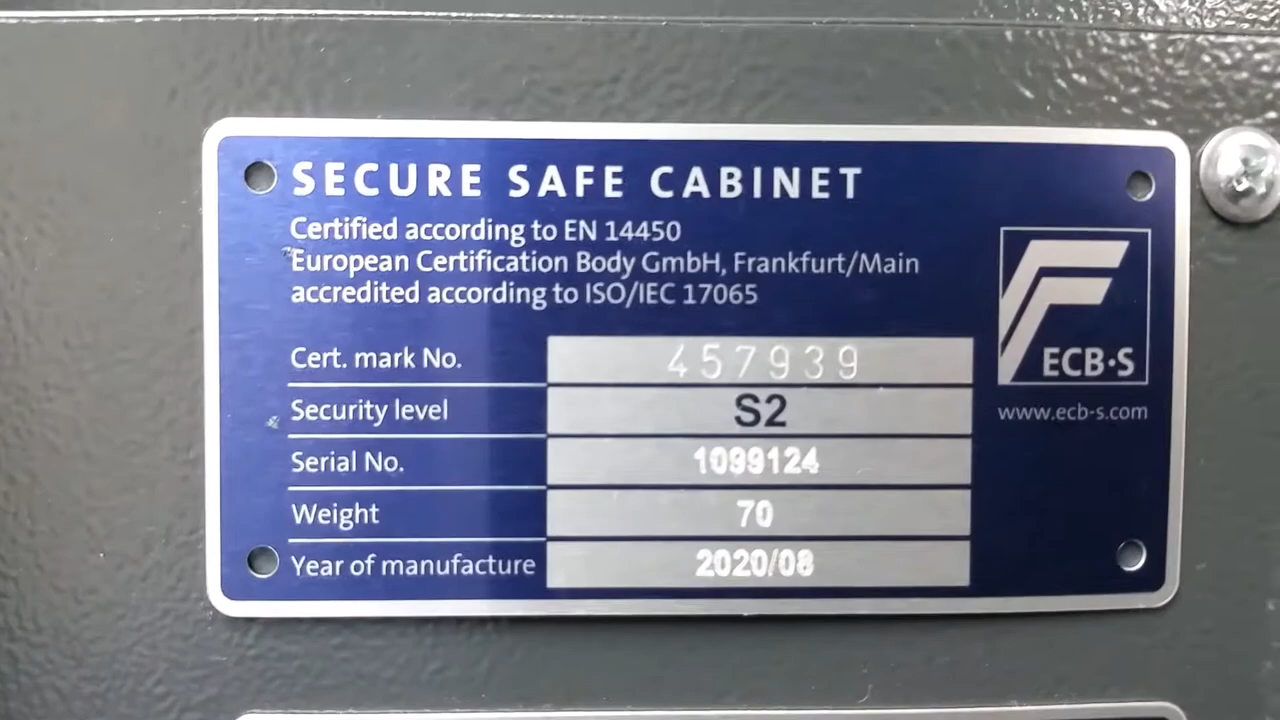 SECURE SAFE CABINET
Certified according to EN 14450
European Certification Body GmbH, Frankfurt/Main
accredited according to ISO/IEC 17065
ECB·S
www.ecb-s.com
Cert. mark No. 457939
Security level S2
Serial No. 1099124
Weight 70
Year of manufacture 2020/08